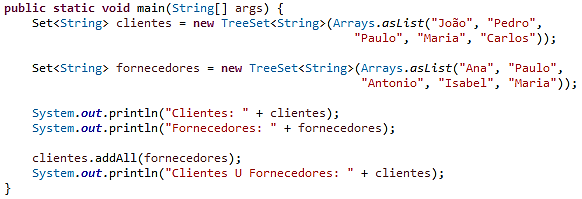 public static void main(String[] args) {
Set<String> clientes = new TreeSet<String>(Arrays.asList("João", "Pedro",
"Paulo", "Maria", "Carlos"));
Set<String> fornecedores = new TreeSet<String>(Arrays.asList("Ana", "Paulo",
"Antonio", "Isabel", "Maria"));
System.out.println("Clientes: " + clientes);
System.out.println("Fornecedores: " + fornecedores);
clientes.addAll(fornecedores);
System.out.println("Clientes U Fornecedores: " + clientes);
}